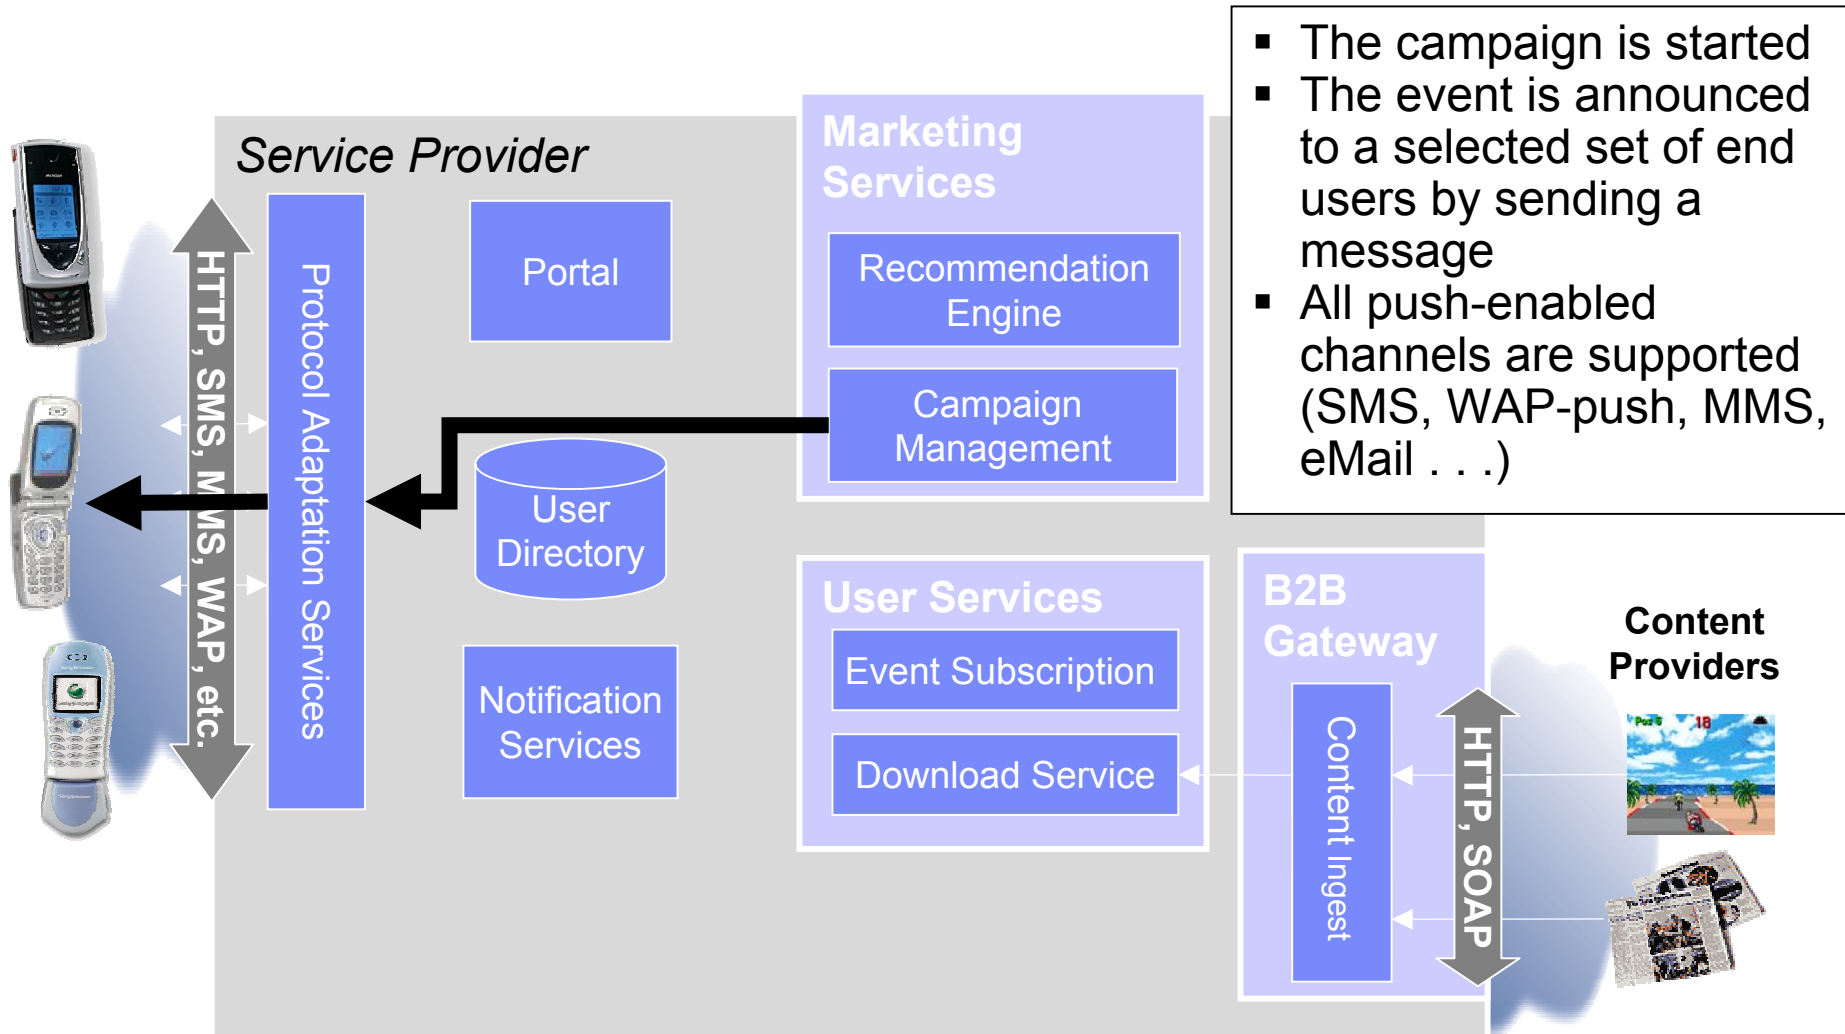 ▪ The campaign is started
▪ The event is announced
to a selected set of end
users by sending a
message
▪ All push-enabled
channels are supported
(SMS, WAP-push, MMS,
eMail . . .)
Service Provider
HTTP, SMS, MMS, WAP, etc.
Protocol Adaptation Services
Portal
User
Directory
Notification
Services
Marketing
Services
Recommendation
Engine
Campaign
Management
User Services
Event Subscription
Download Service
B2B
Gateway
Content Ingest
HTTP, SOAP
Content
Providers
Pos 6
18